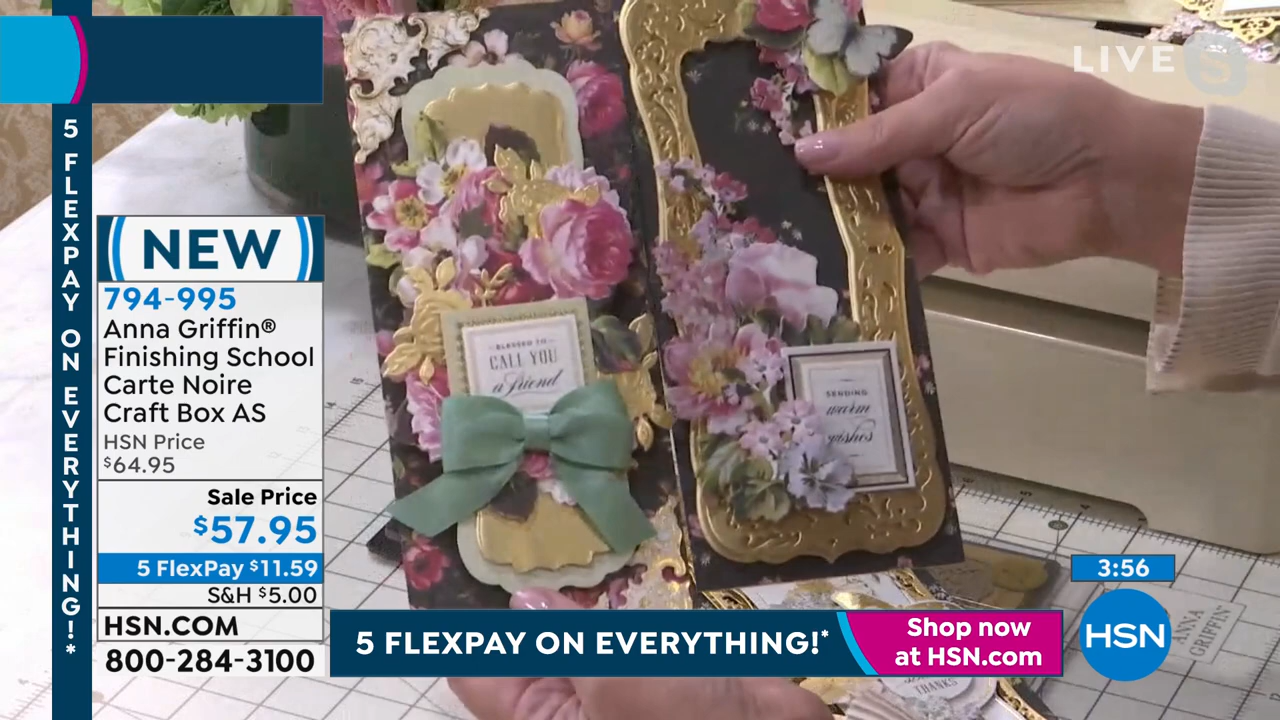 LIVE S
5 FLEXPAY ON EVERYTHING!*
NEW
794-995
Anna Griffin®
Finishing School
Carte Noire
Craft Box AS
HSN Price
$64.95
Sale Price
$57.95
5 FlexPay $11.59
S&H $5.00
HSN.COM
800-284-3100
BLESSED TO
CALL YOU
a friend
SENDING
warm
wishes
3:56
5 FLEXPAY ON EVERYTHING!*
Shop now
at HSN.com
HSN
ANNA
GRIFFIN
THANKS